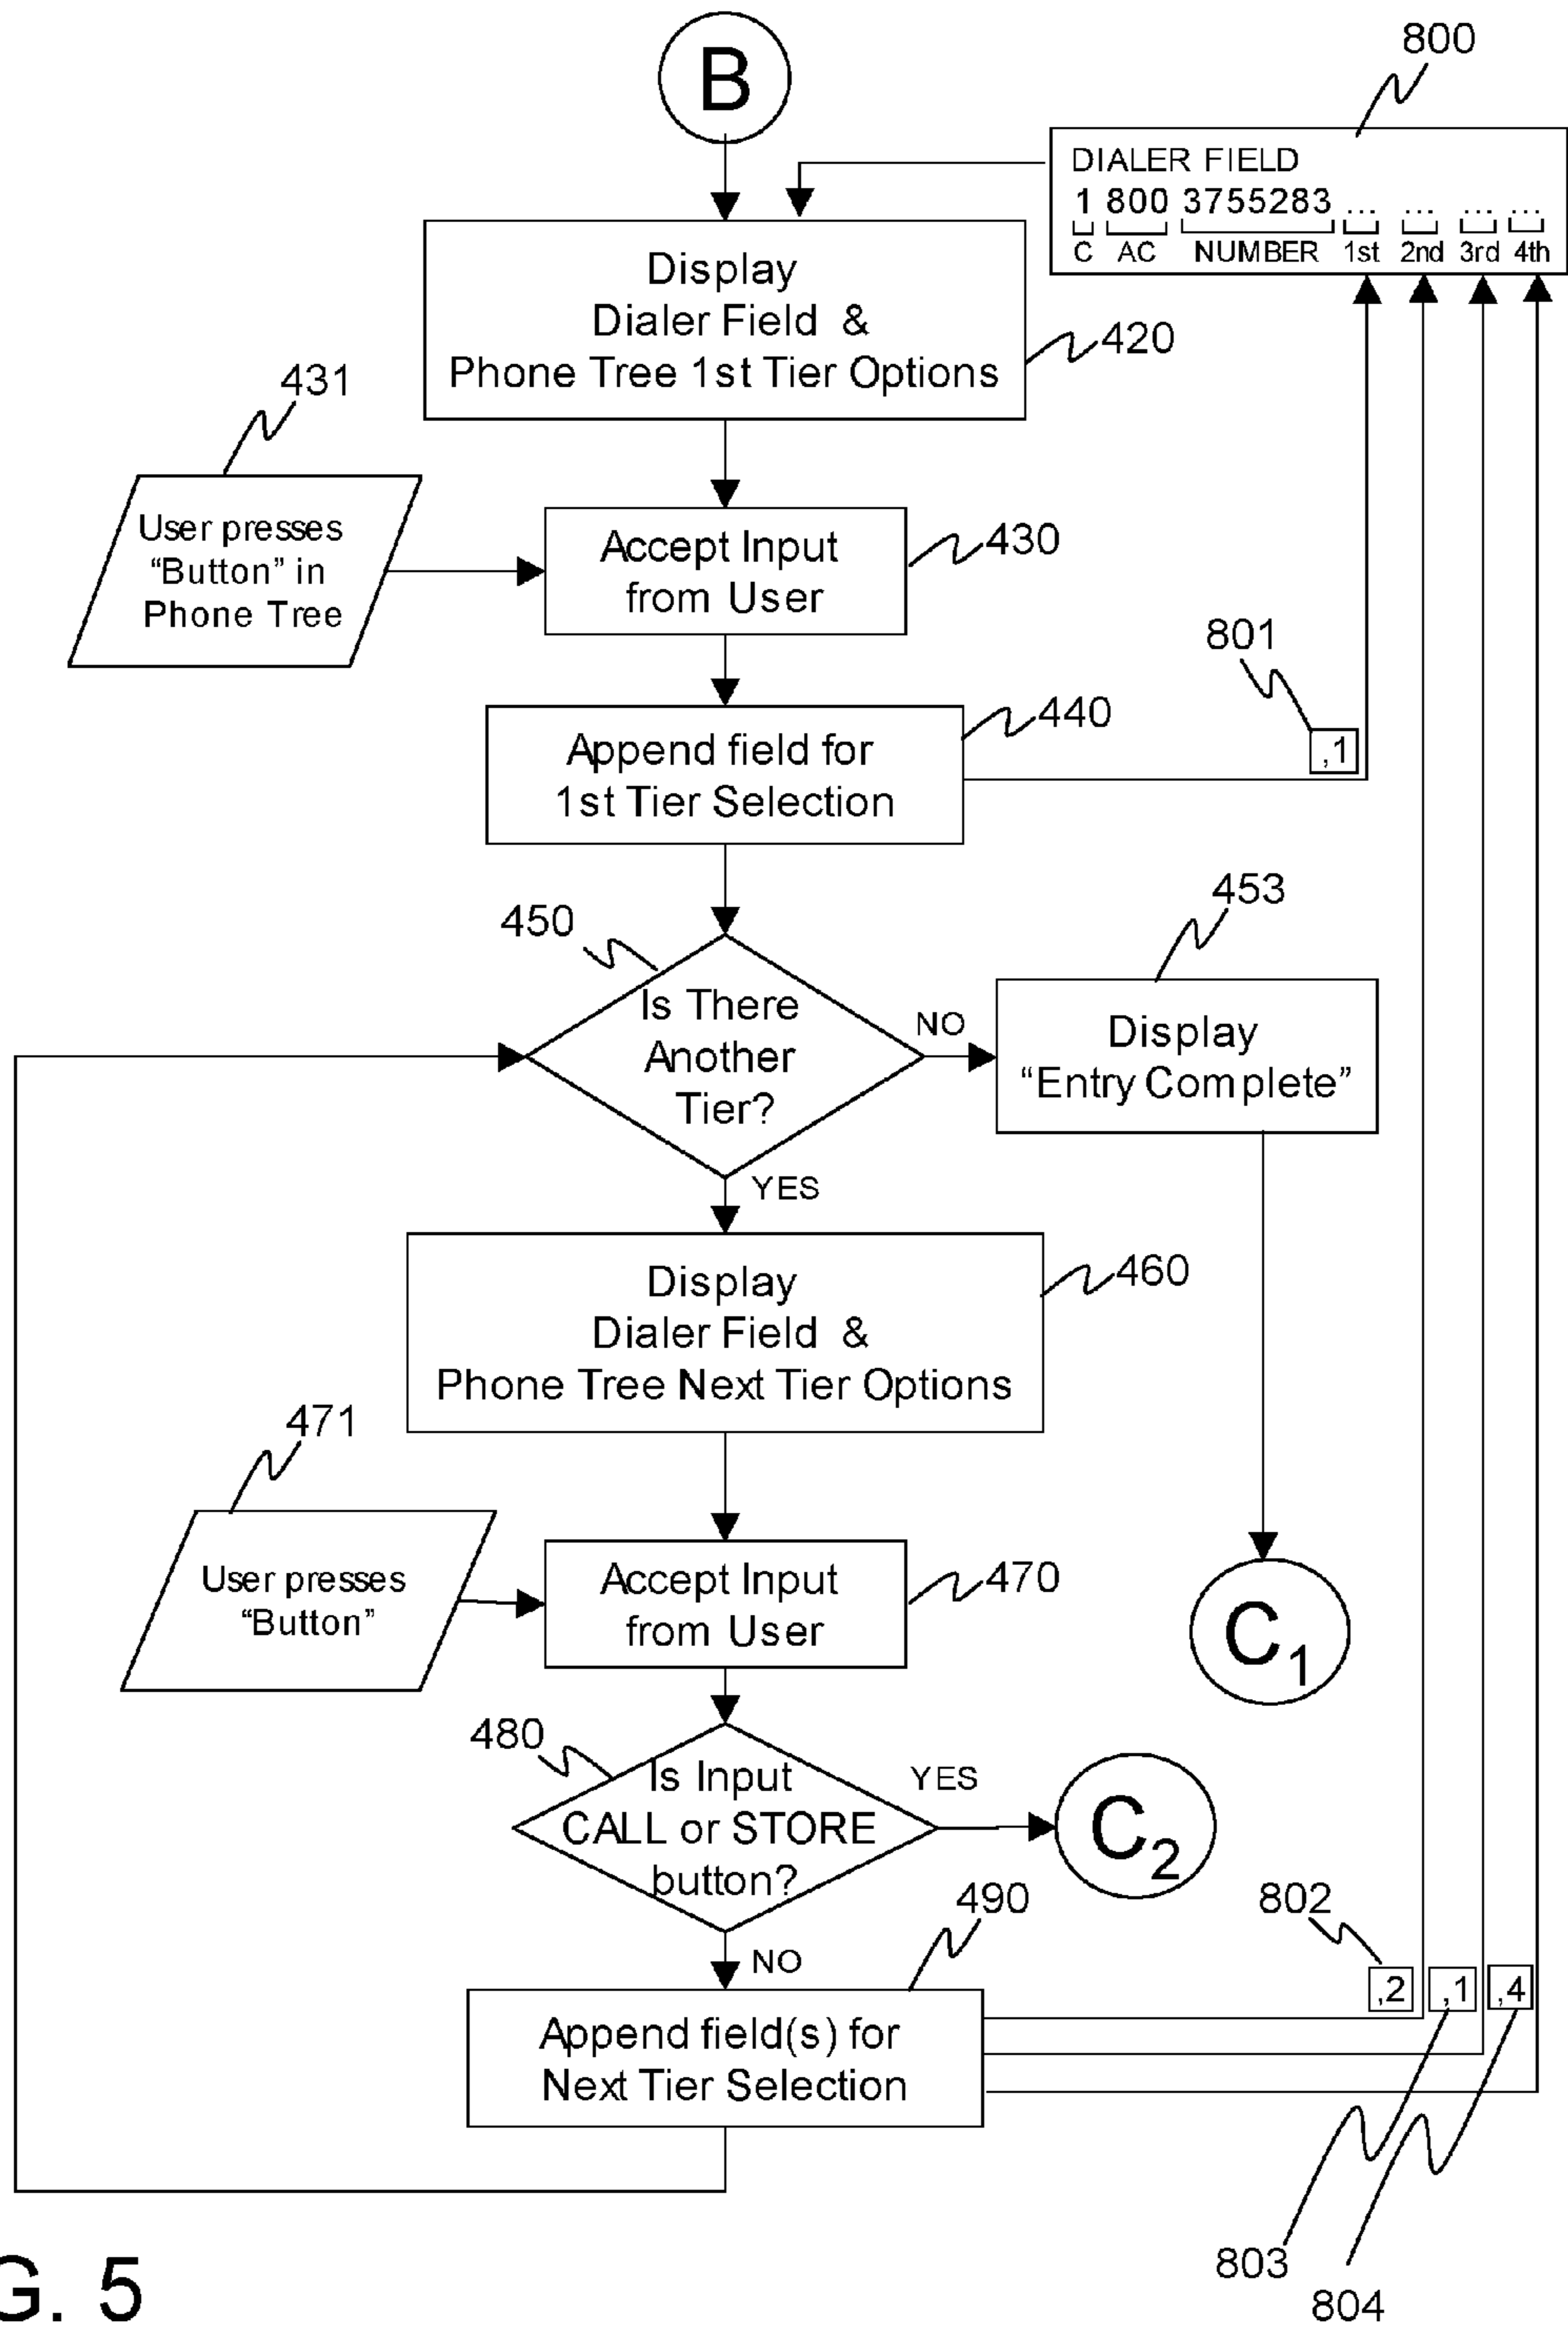 B
800
DIALER FIELD
1 800 3755283 ... ... ... ...
C AC NUMBER 1st 2nd 3rd 4th
Display
Dialer Field &
Phone Tree 1st Tier Options
420
431
User presses
“Button” in
Phone Tree
Accept Input
from User
430
801
,1
440
Append field for
1st Tier Selection
450
453
Is There
Another
Tier?
NO
Display
“Entry Complete”
YES
460
Display
Dialer Field &
Phone Tree Next Tier Options
471
User presses
“Button”
Accept Input
from User
470
C1
480
Is Input
CALL or STORE
button?
YES
C2
NO
490
802
,2 ,1 ,4
Append field(s) for
Next Tier Selection
803
804
G. 5